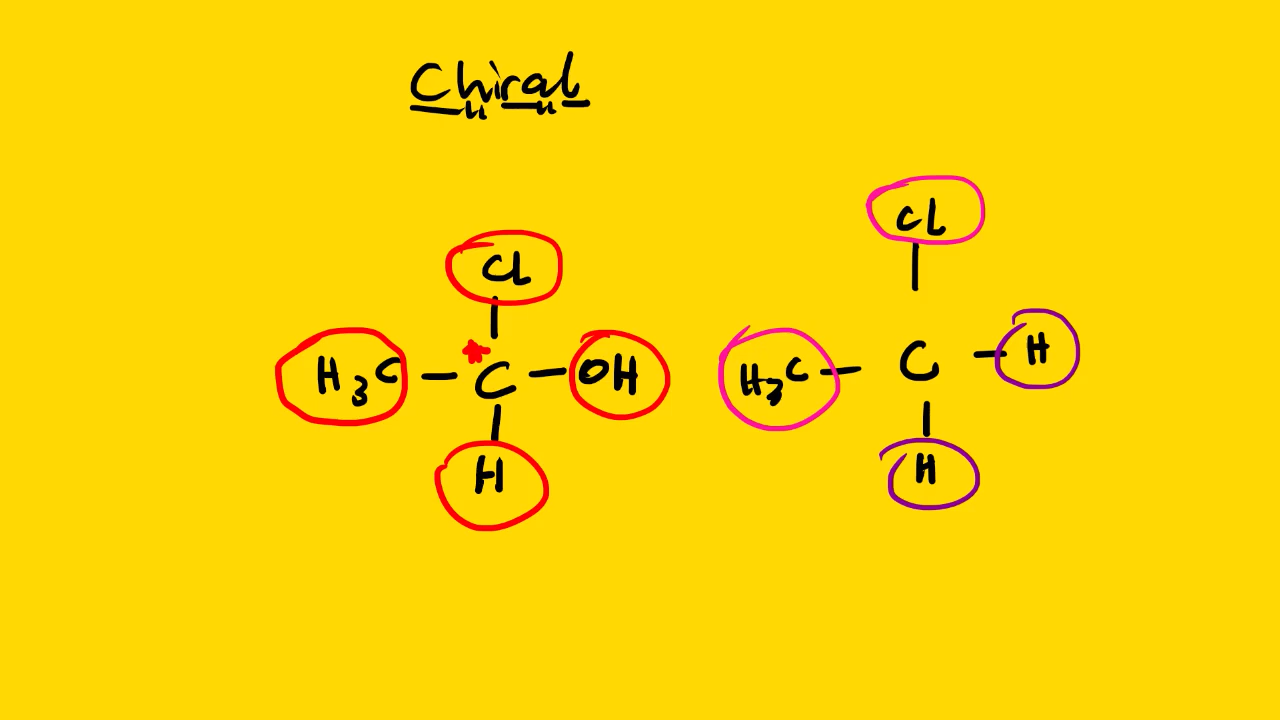 Chiral
Cl
H3C - C* - OH
H
Cl
H3C - C - H
H